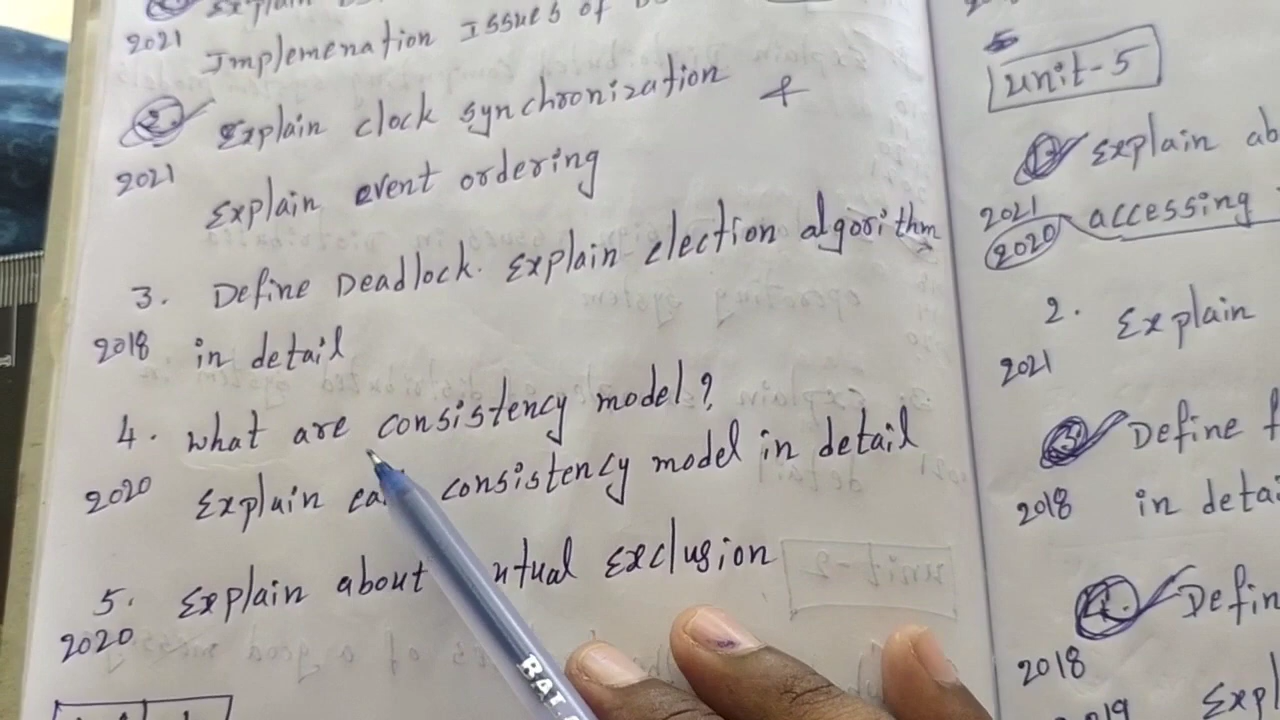 Explain
2021 Implemenation Issues of
2. Explain clock synchronization &
2021 Explain event ordering
3. Define Deadlock. Explain election algorithm
2018 in detail
4. what are consistency model?
2020 Explain consistency model in detail
5. Explain about utual exclusion
2020
unit-5
1. Explain ab
2021 accessing
2020
2. Explain
2021
3. Define f
2018 in detai
4. Defin
2018 Expl
2019